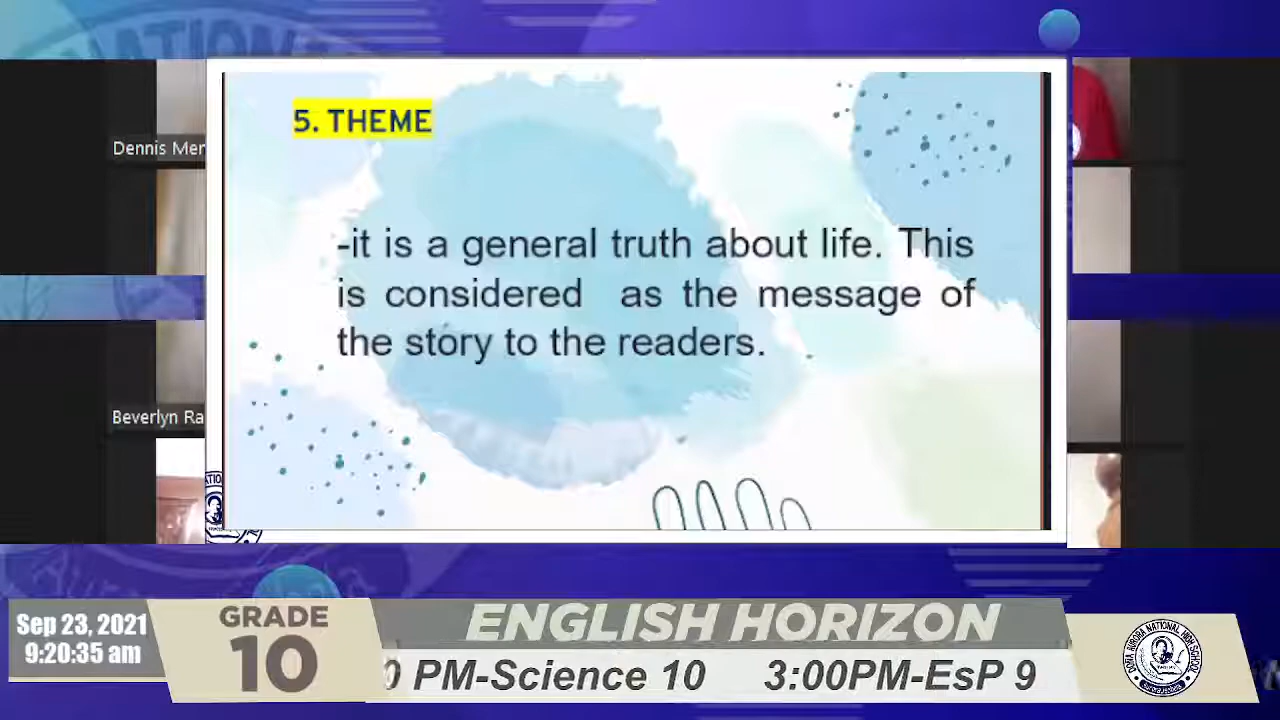 NATIONAL
5. THEME
Dennis Mer
-it is a general truth about life. This
is considered as the message of
the story to the readers.
Beverlyn Ra
Sep 23, 2021
9:20:35 am
GRADE
10
ENGLISH HORIZON
0 PM-Science 10 3:00PM-EsP 9